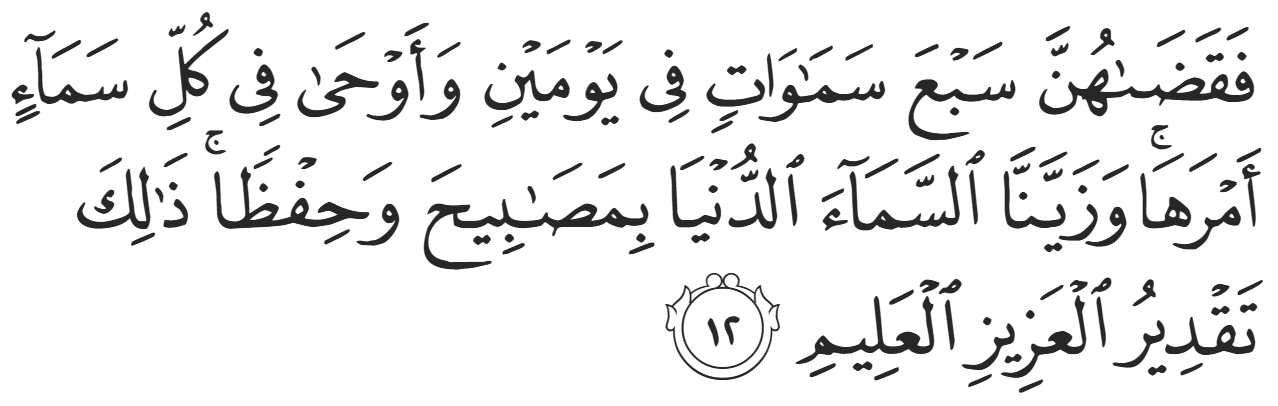 فَقَضَىٰهُنَّ سَبْعَ سَمَٰوَاتٍ فِى يَوْمَيْنِ وَأَوْحَىٰ فِى كُلِّ سَمَآءٍ
أَمْرَهَا ۚ وَزَيَّنَّا ٱلسَّمَآءَ ٱلدُّنْيَا بِمَصَٰبِيحَ وَحِفْظًا ۚ ذَٰلِكَ
تَقْدِيرُ ٱلْعَزِيزِ ٱلْعَلِيمِ ١٢